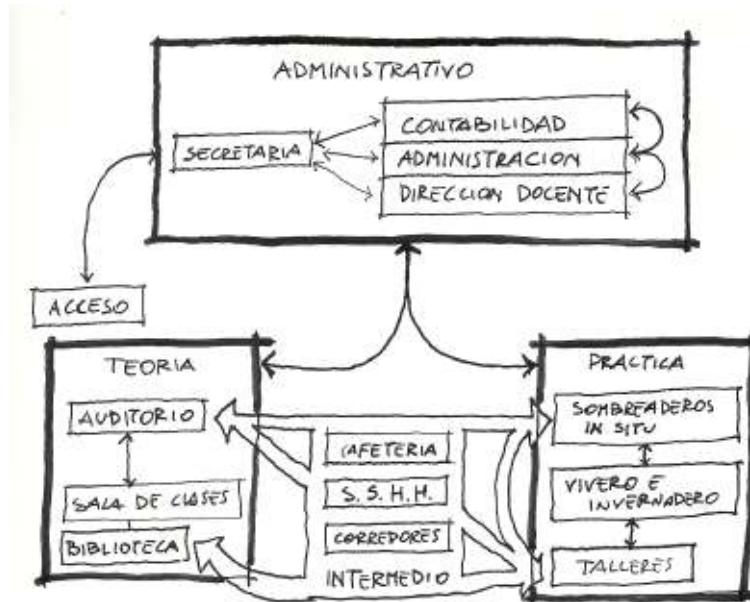 ADMINISTRATIVO
SECRETARIA
CONTABILIDAD
ADMINISTRACION
DIRECCION DOCENTE
ACCESO
TEORIA
AUDITORIO
SALA DE CLASES
BIBLIOTECA
CAFETERIA
S.S.H.H.
CORREDORES
INTERMEDIO
PRACTICA
SOMBREADEROS
IN SITU
VIVERO E
INVERNADERO
TALLERES